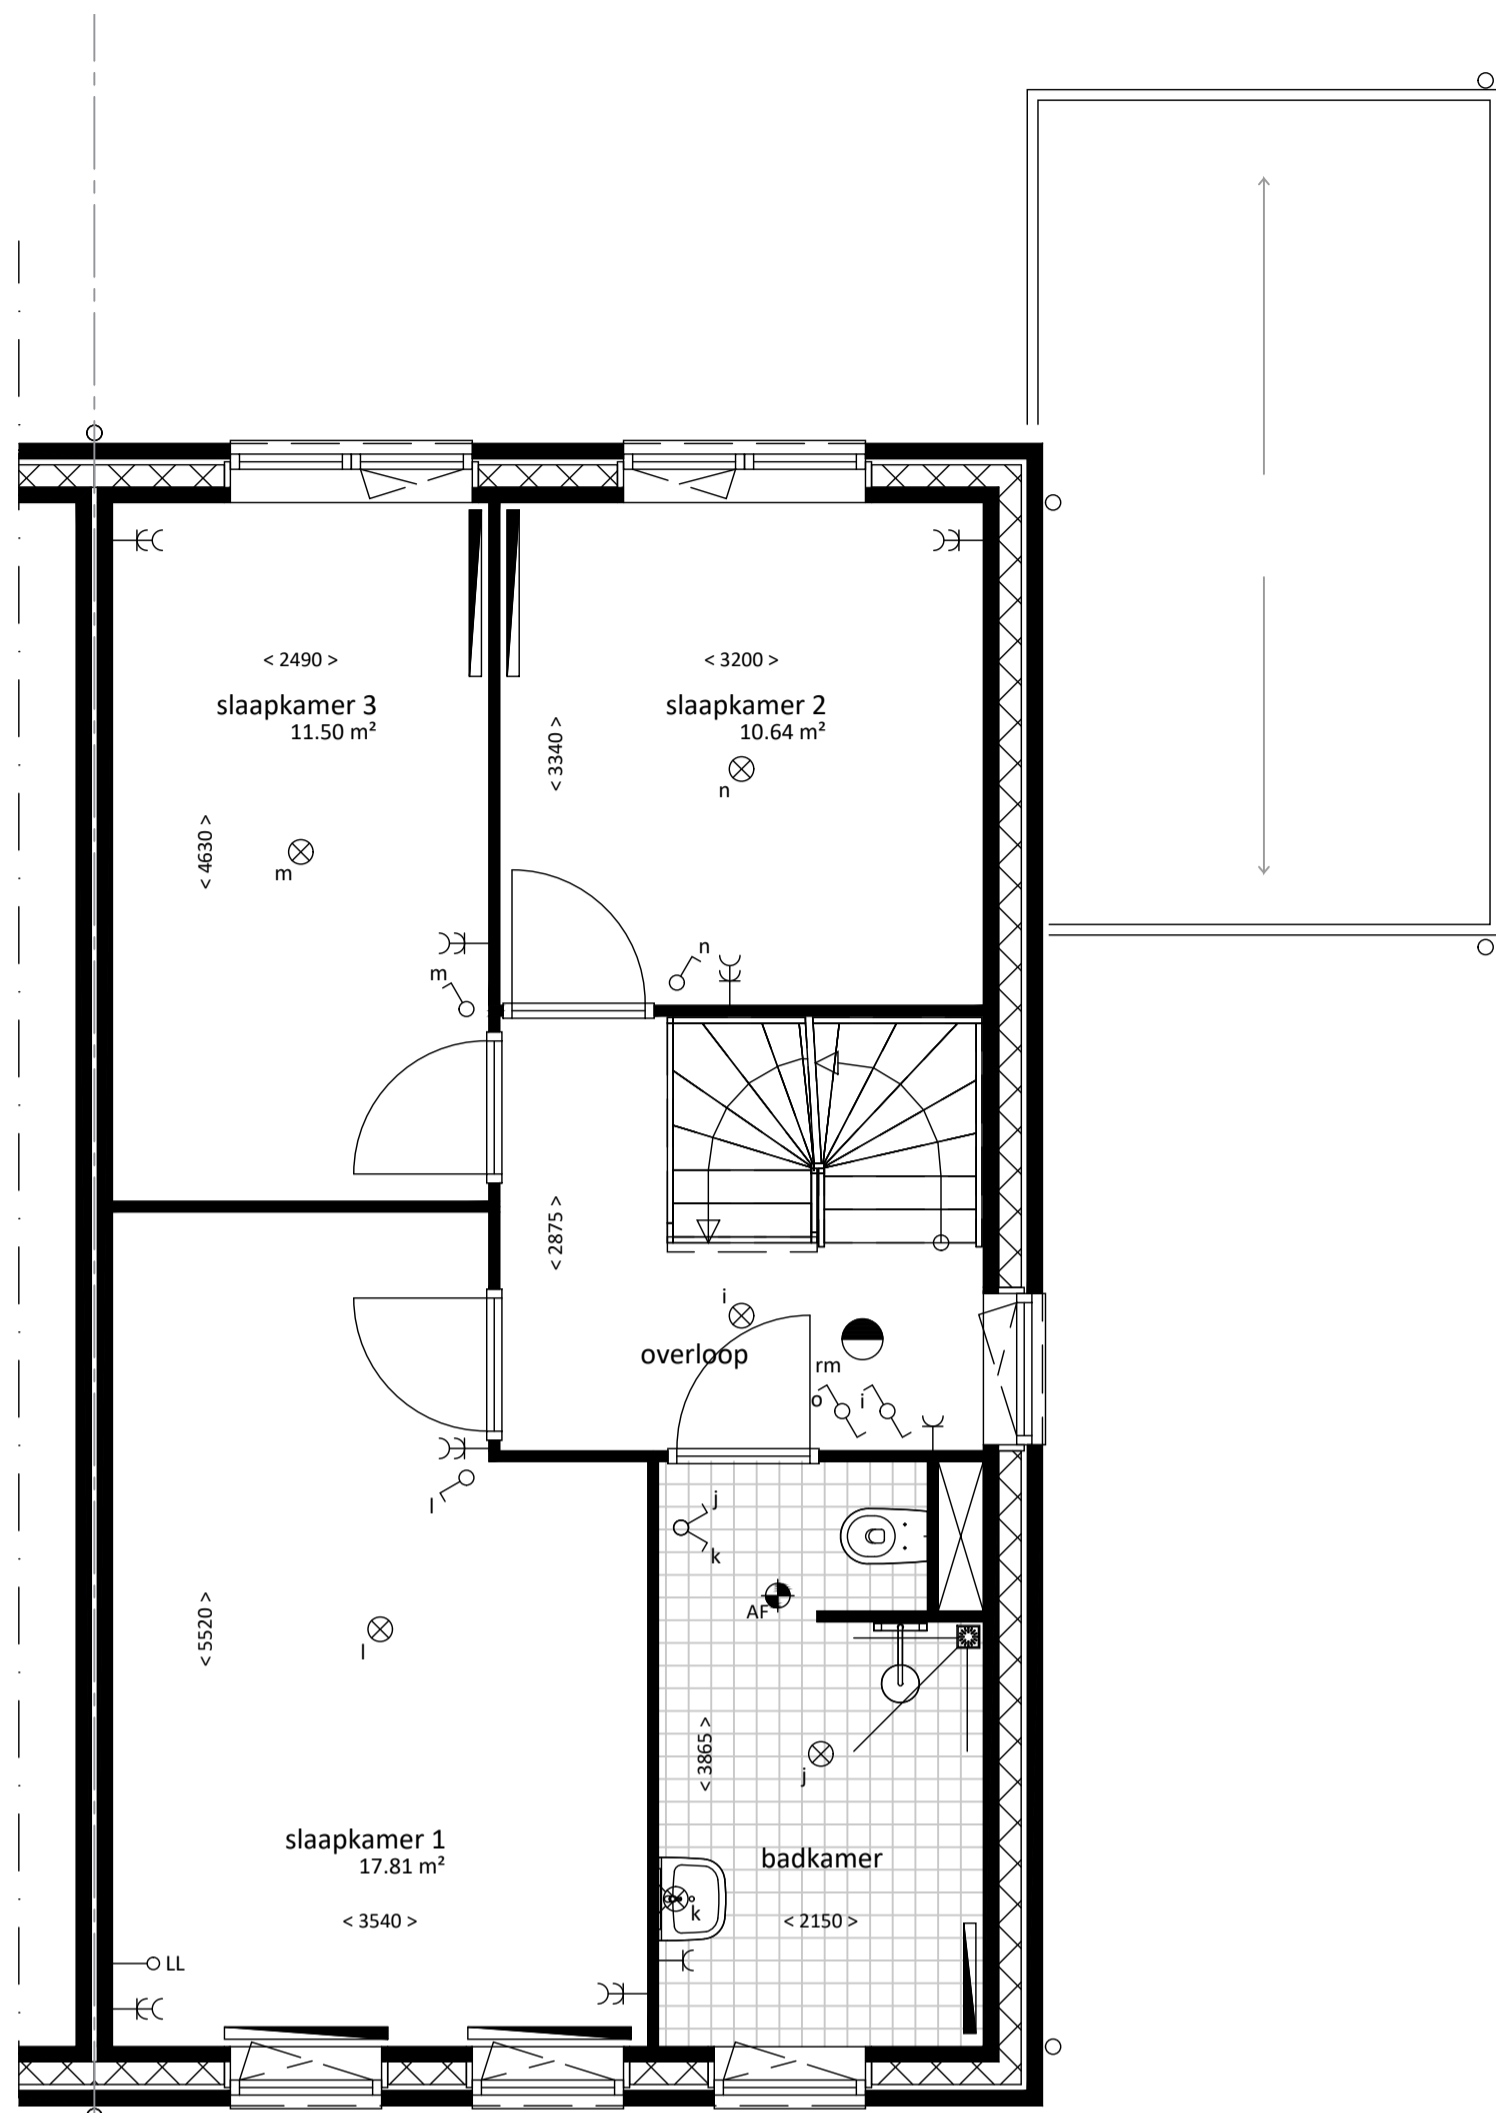 < 2490 >
slaapkamer 3
11.50 m²
< 3200 >
slaapkamer 2
10.64 m²
< 3340 >
n
< 4630 >
m
n
m
< 2875 >
i
overloop
rm
o
i
l
j
k
AF
< 5520 >
l
< 3865 >
j
slaapkamer 1
17.81 m²
badkamer
< 3540 >
k
< 2150 >
LL